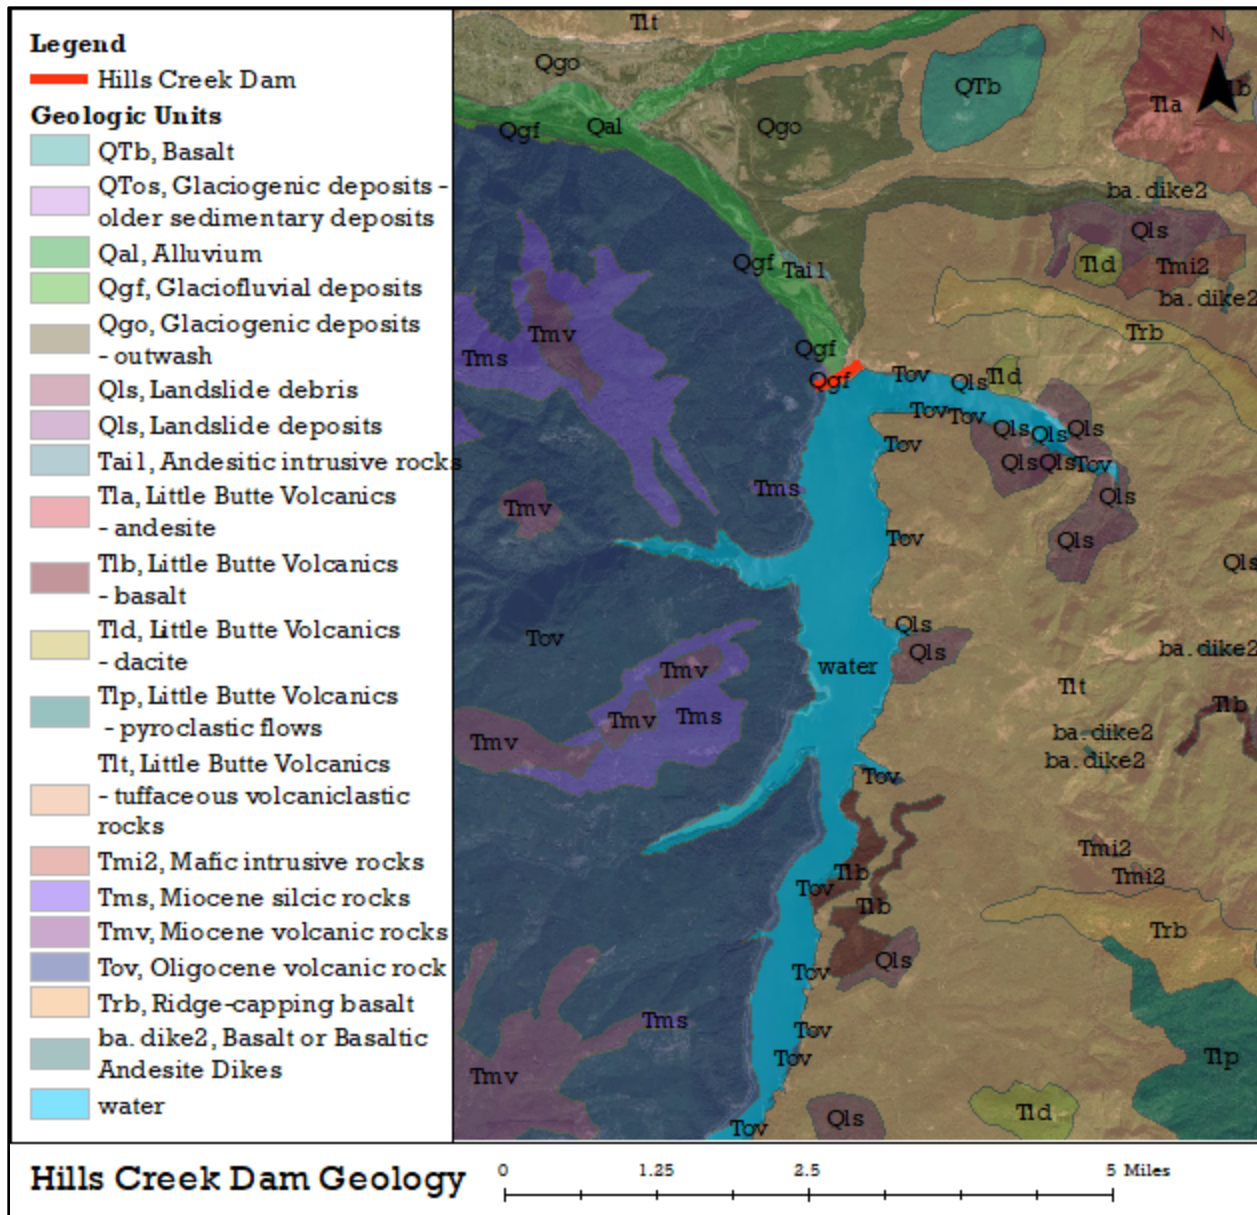 Legend
Hills Creek Dam
Geologic Units
QTb, Basalt
QTos, Glaciogenic deposits -
older sedimentary deposits
Qal, Alluvium
Qgf, Glaciofluvial deposits
Qgo, Glaciogenic deposits
- outwash
Qls, Landslide debris
Qls, Landslide deposits
Tai1, Andesitic intrusive rocks
Tla, Little Butte Volcanics
- andesite
Tlb, Little Butte Volcanics
- basalt
Tld, Little Butte Volcanics
- dacite
Tlp, Little Butte Volcanics
- pyroclastic flows
Tlt, Little Butte Volcanics
- tuffaceous volcaniclastic
rocks
Tmi2, Mafic intrusive rocks
Tms, Miocene silcic rocks
Tmv, Miocene volcanic rocks
Tov, Oligocene volcanic rock
Trb, Ridge-capping basalt
ba.dike2, Basalt or Basaltic
Andesite Dikes
water
Tlt
N
Qgo
QTb
Tla
Qgf
Qal
Qgo
ba.dike2
Qls
Qgf
Tai1
Tld
Tmi2
ba.dike2
Tmv
Trb
Tms
Qgf
Qgf
Tov
Qls
Tld
Tov
Tov
Qls
Qls
Qls
Tov
Qls
Qls
Tov
Tms
Qls
Tmv
Tov
Qls
Qls
Qls
Tov
Qls
ba.dike2
water
Tmv
Tlt
Tlb
Tmv
Tms
Tmv
ba.dike2
ba.dike2
Tov
Tmi2
Tlb
Tmi2
Tov
Tlb
Trb
Qls
Tov
Tms
Tov
Tov
Tlp
Tmv
Qls
Tld
Tov
Hills Creek Dam Geology
0 1.25 2.5 5 Miles